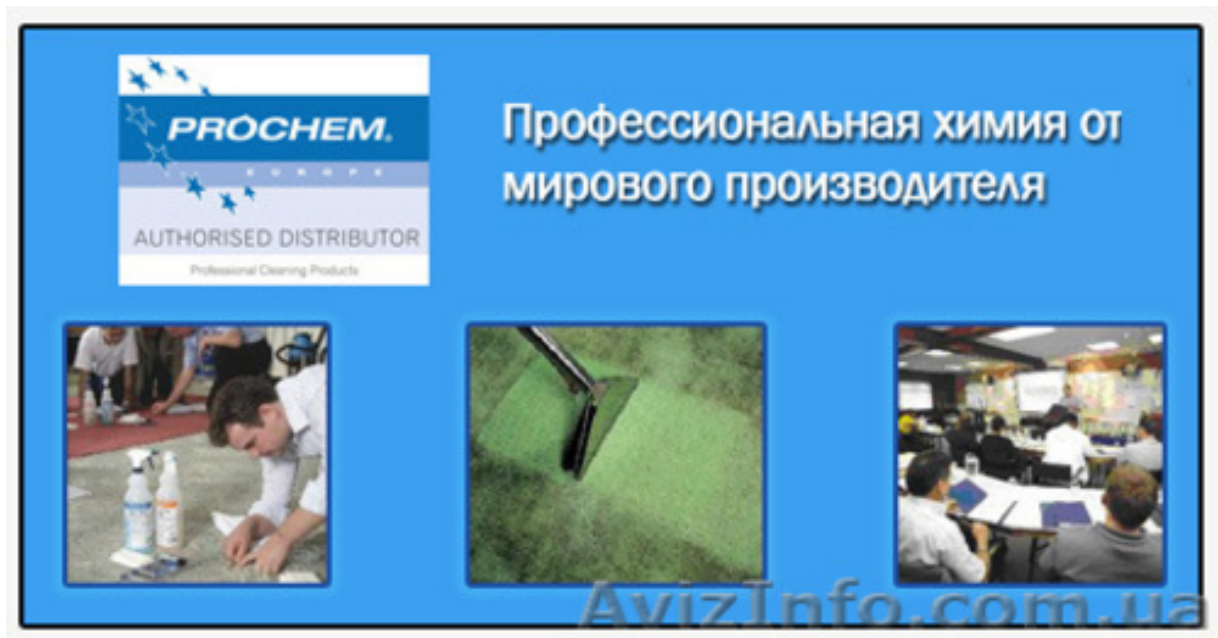 PROCHEM.
EUROPE
AUTHORISED DISTRIBUTOR
Professional Cleaning Products
Профессиональная химия от
мирового производителя
AvizInfo.com.ua